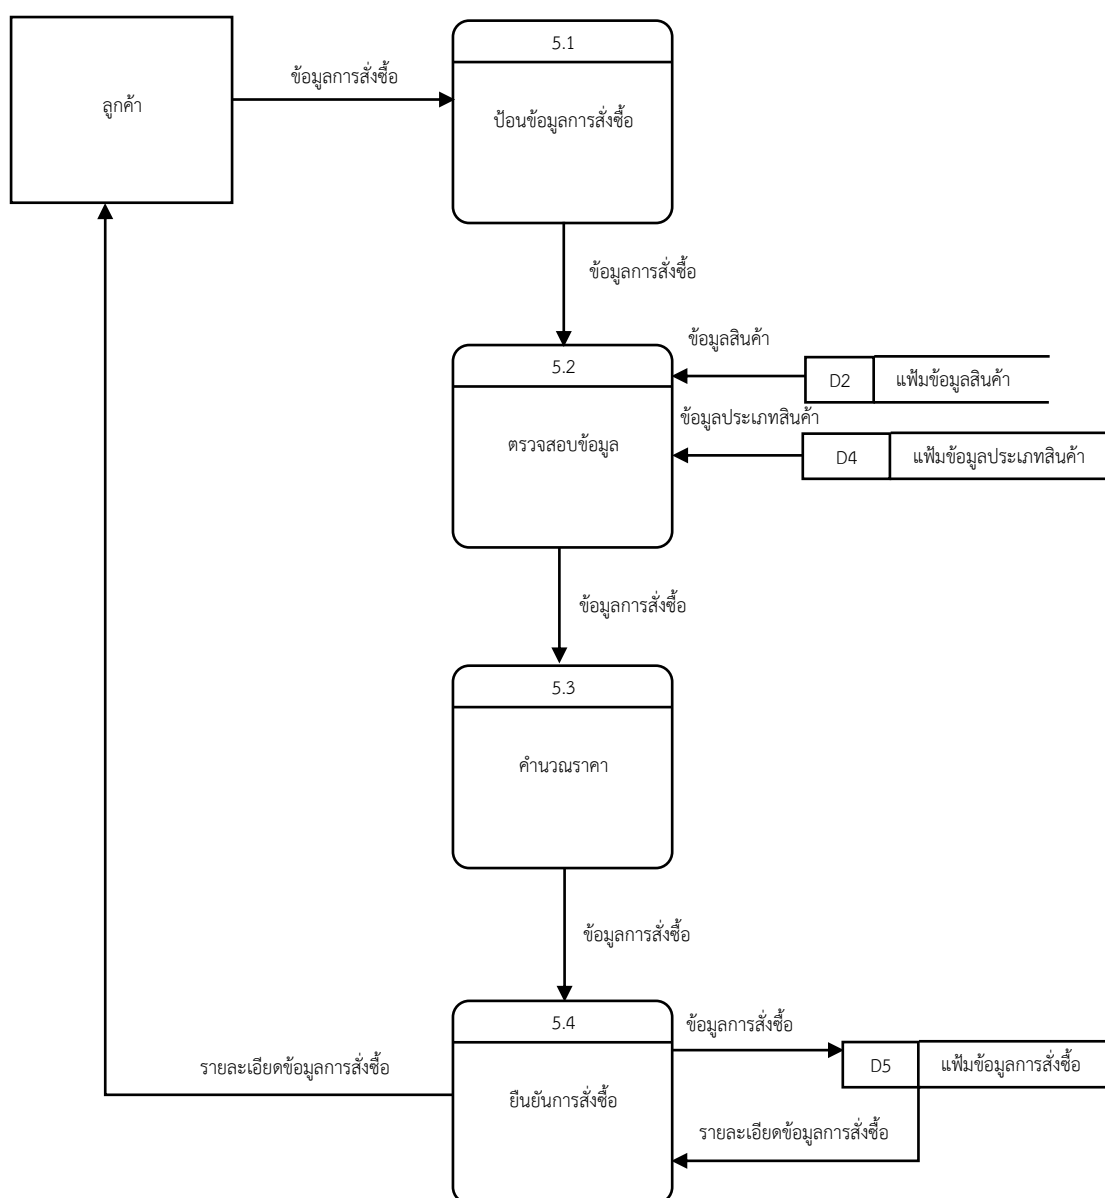 5.1
ข้อมูลการสั่งซื้อ
ลูกค้า
ป้อนข้อมูลการสั่งซื้อ
ข้อมูลการสั่งซื้อ
ข้อมูลสินค้า
5.2
D2 แฟ้มข้อมูลสินค้า
ข้อมูลประเภทสินค้า
ตรวจสอบข้อมูล
D4 แฟ้มข้อมูลประเภทสินค้า
ข้อมูลการสั่งซื้อ
5.3
คำนวณราคา
ข้อมูลการสั่งซื้อ
5.4
ข้อมูลการสั่งซื้อ
รายละเอียดข้อมูลการสั่งซื้อ
D5 แฟ้มข้อมูลการสั่งซื้อ
ยืนยันการสั่งซื้อ
รายละเอียดข้อมูลการสั่งซื้อ